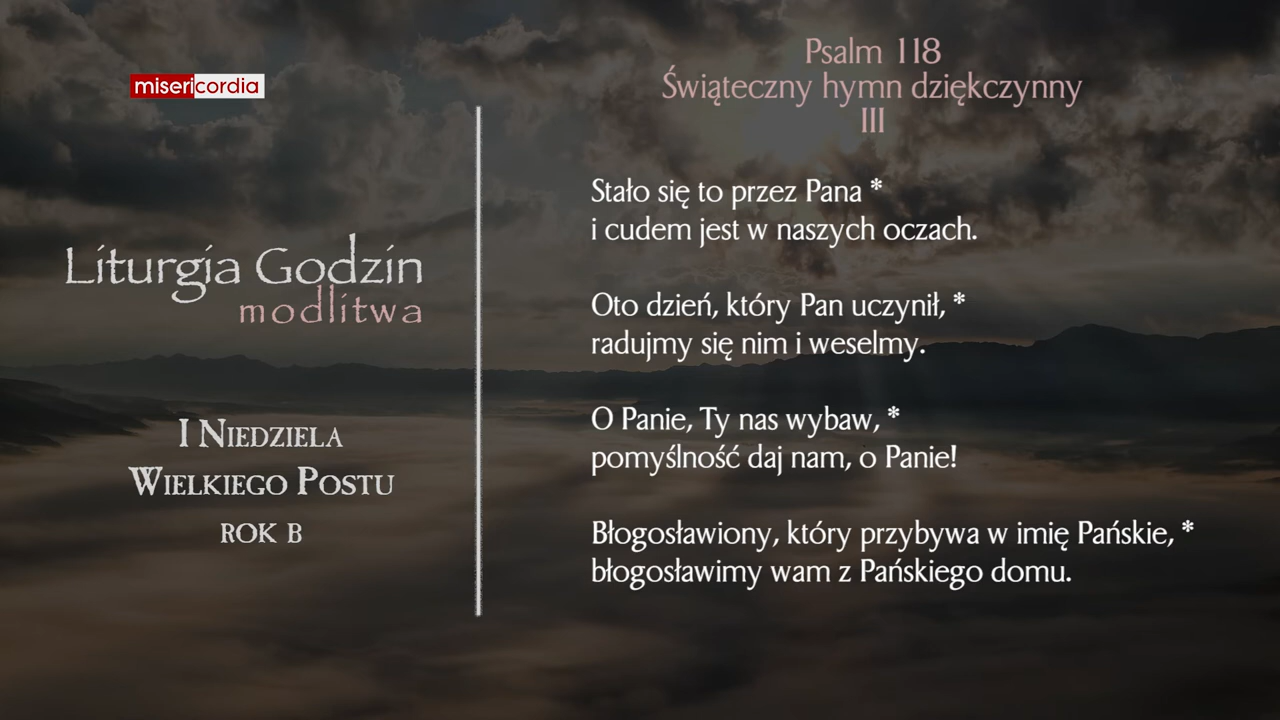 misericordia
Liturgia Godzin
modlitwa
I Niedziela
Wielkiego Postu
rok B
Psalm 118
Świąteczny hymn dziękczynny
III
Stało się to przez Pana *
i cudem jest w naszych oczach.
Oto dzień, który Pan uczynił, *
radujmy się nim i weselmy.
O Panie, Ty nas wybaw, *
pomyślność daj nam, o Panie!
Błogosławiony, który przybywa w imię Pańskie, *
błogosławimy wam z Pańskiego domu.